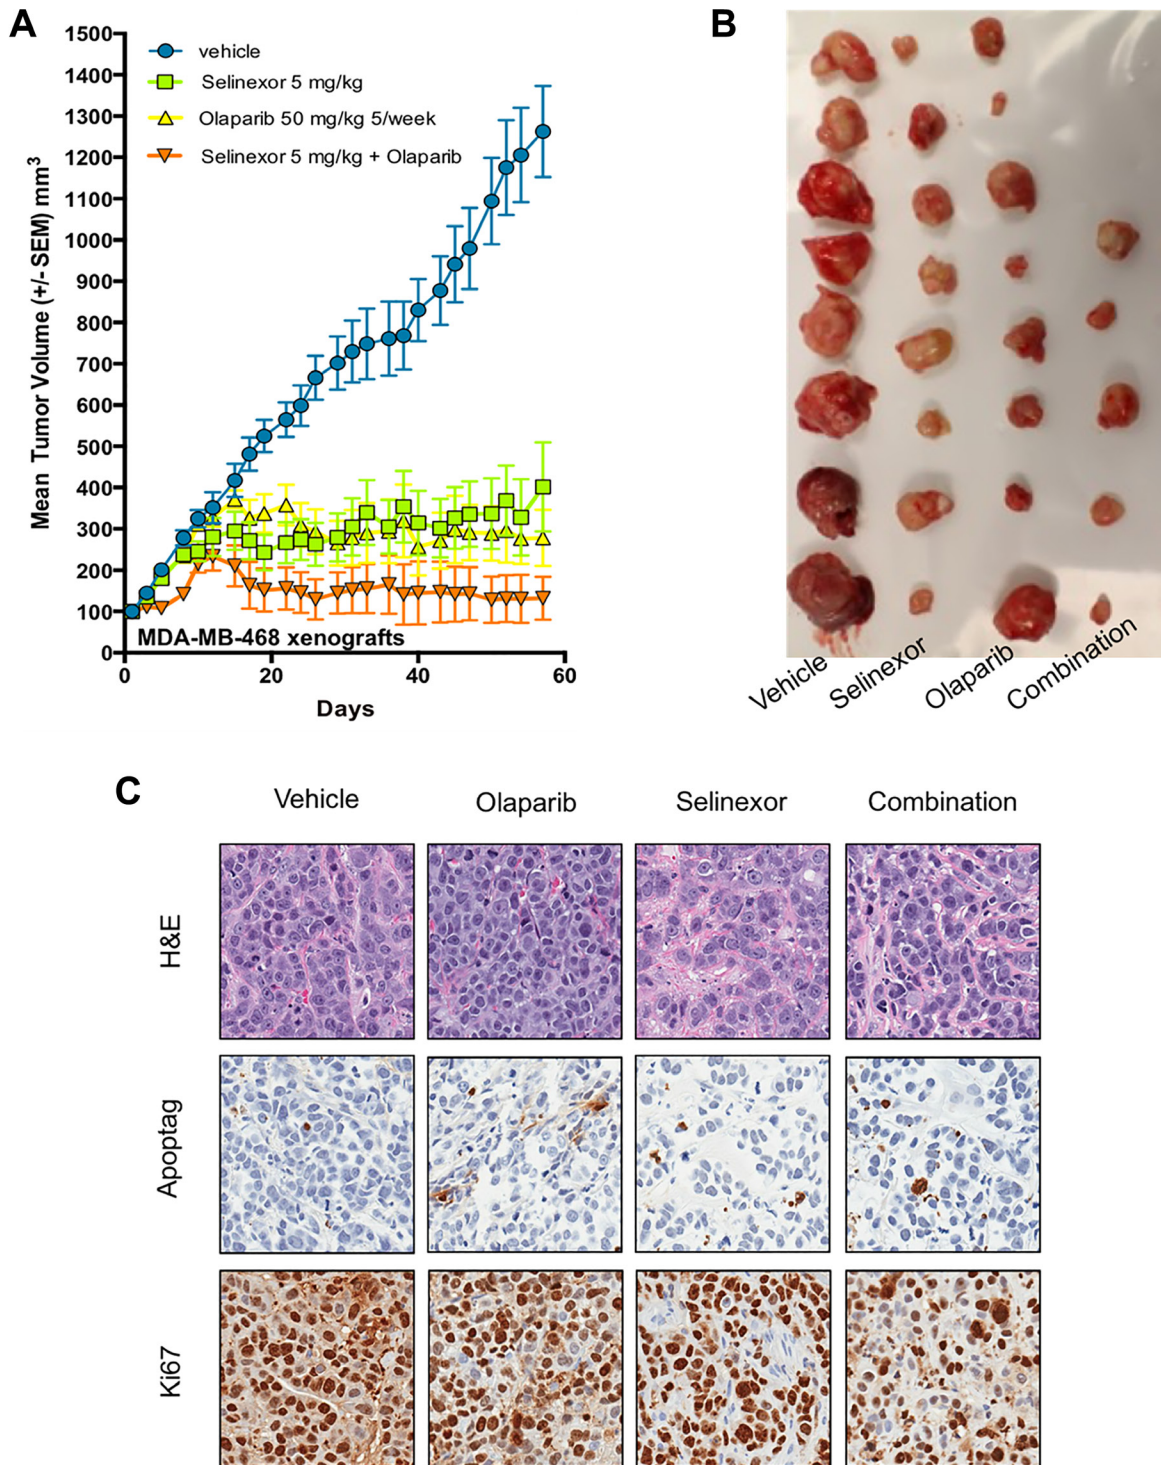 A
B
1500
1400
1300
1200
1100
1000
900
800
700
600
500
400
300
200
100
0
Mean Tumor Volume (+/- SEM) mm³
vehicle
Selinexor 5 mg/kg
Olaparib 50 mg/kg 5/week
Selinexor 5 mg/kg + Olaparib
MDA-MB-468 xenografts
0 20 40 60
Days
Vehicle
Selinexor
Olaparib
Combination
C
Vehicle Olaparib Selinexor Combination
H&E
Apoptag
Ki67